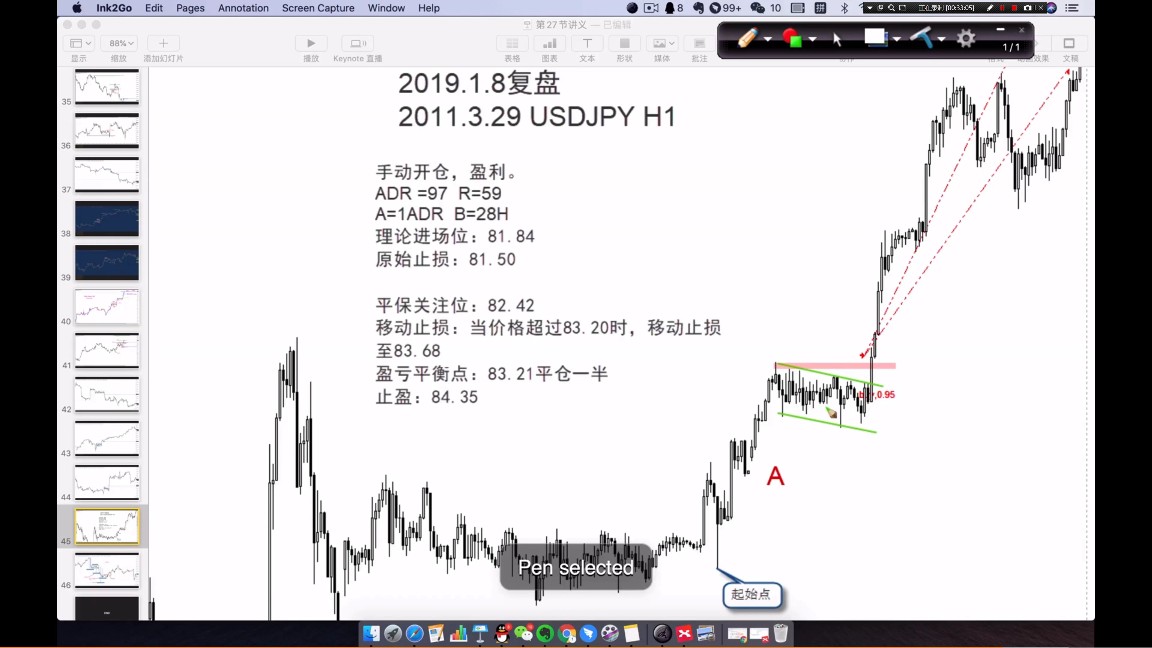 Ink2Go Edit Pages Annotation Screen Capture Window Help
8 99+ 10
第27节讲义 — 已编辑
88%
显示 缩放 添加幻灯片 播放 Keynote 直播 表格 图表 文本 形状 媒体 批注
文稿
1/1
2019.1.8复盘
2011.3.29 USDJPY H1
手动开仓，盈利。
ADR =97 R=59
A=1ADR B=28H
理论进场位：81.84
原始止损：81.50
平保关注位：82.42
移动止损：当价格超过83.20时，移动止损
至83.68
盈亏平衡点：83.21平仓一半
止盈：84.35
0.95
A
起始点
Pen selected
35
36
37
38
39
40
41
42
43
44
45
46